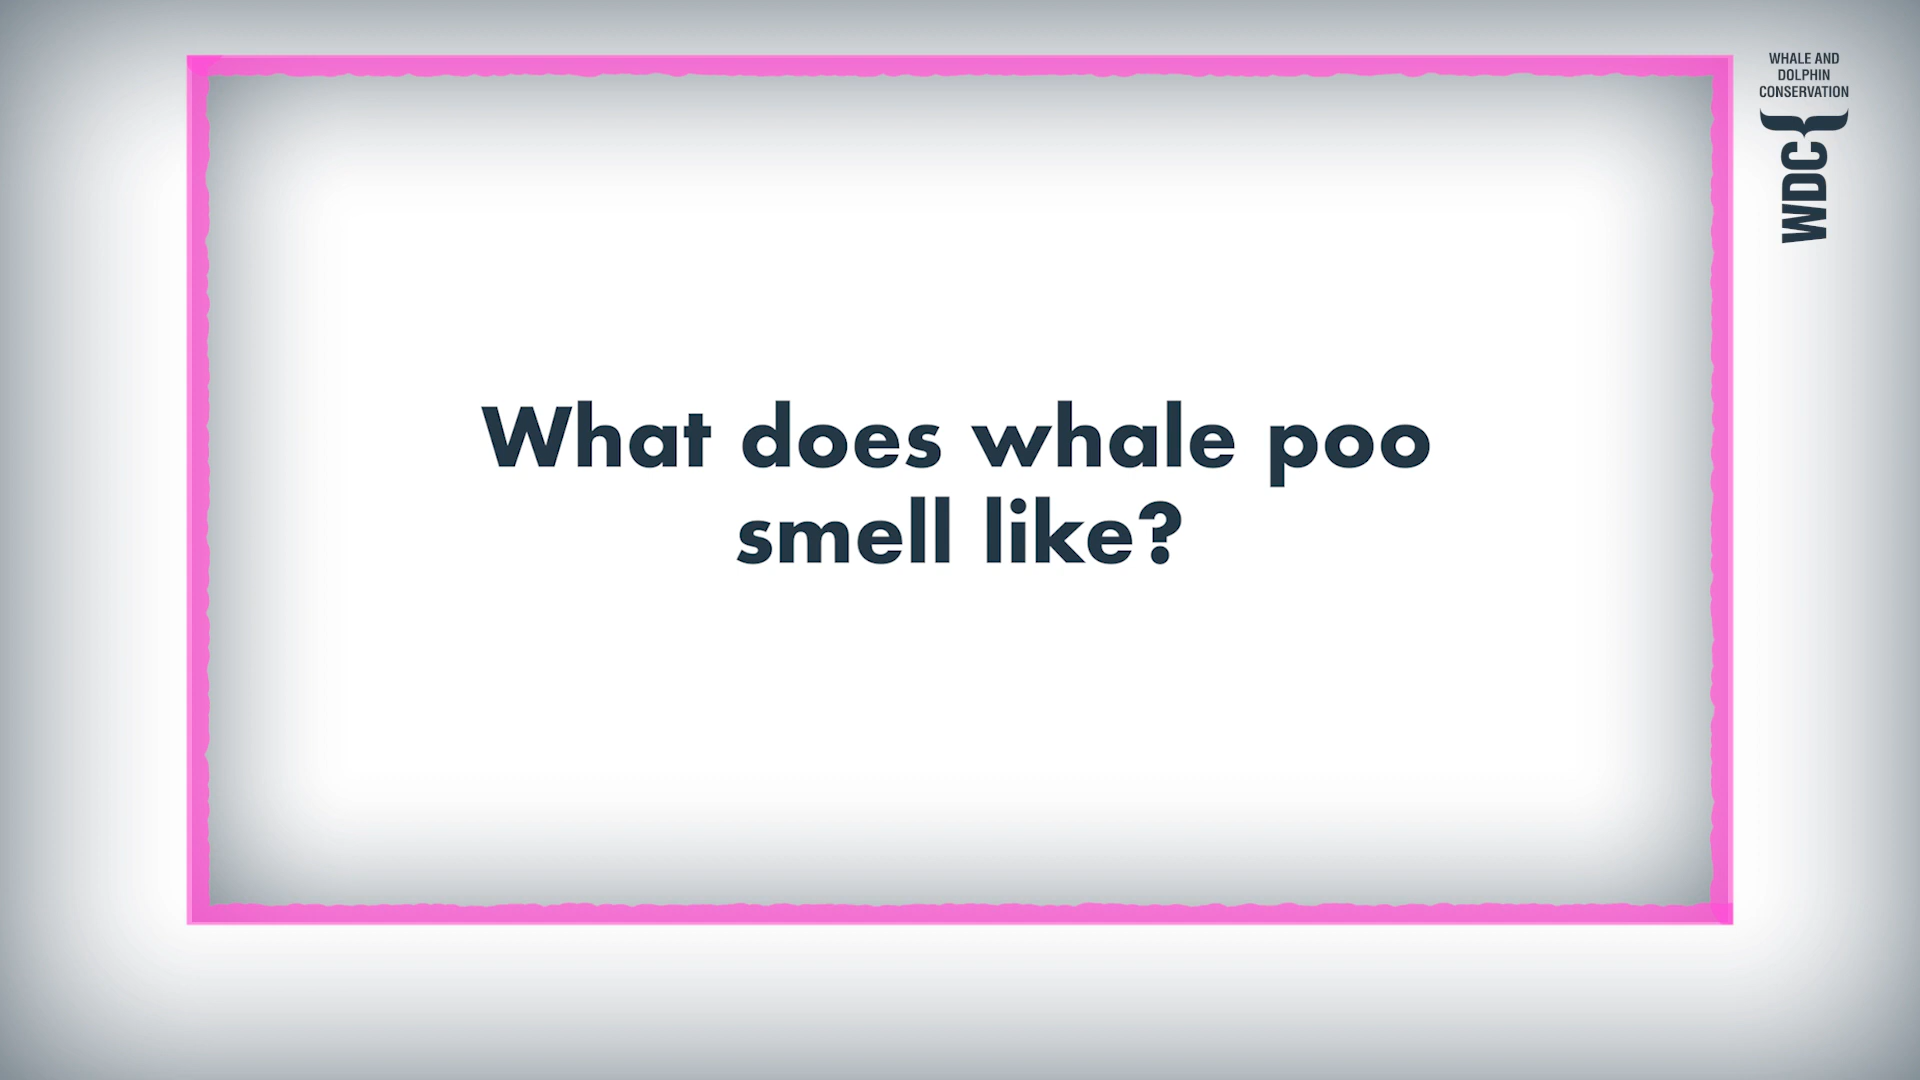 WHALE AND
DOLPHIN
CONSERVATION
WDC
What does whale poo
smell like?